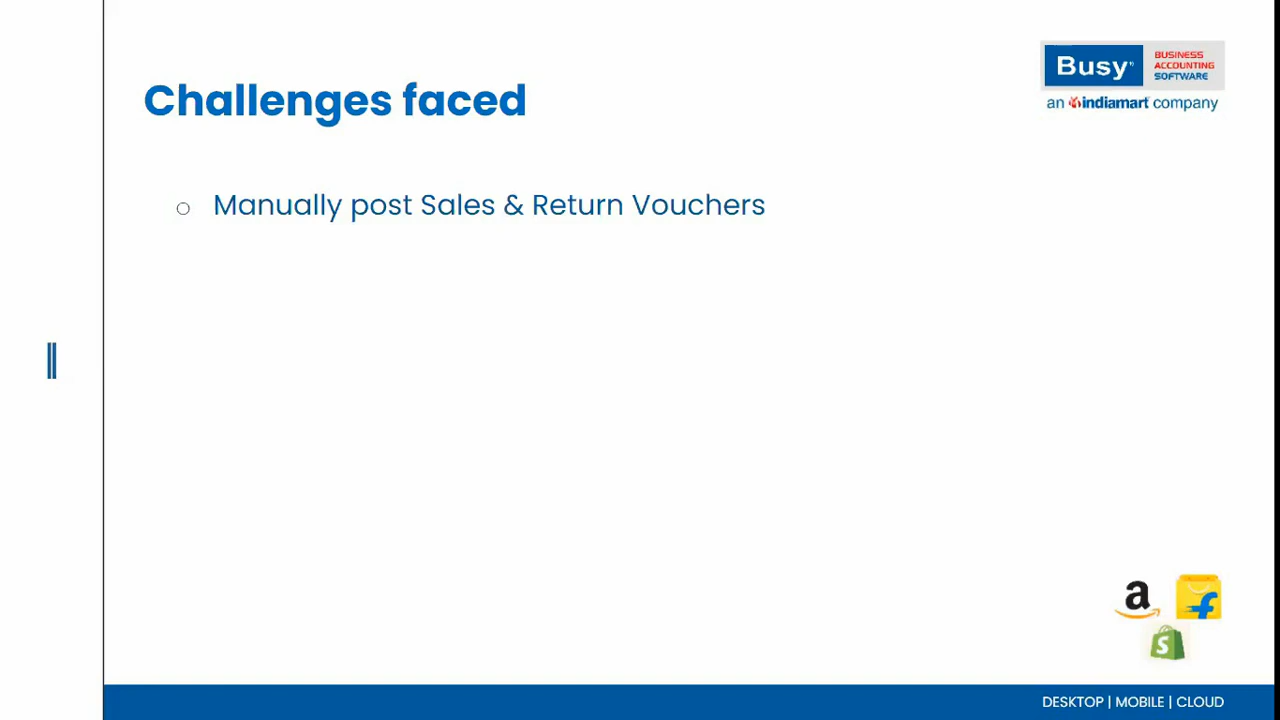 Challenges faced
Busy
BUSINESS
ACCOUNTING
SOFTWARE
an indiamart company
Manually post Sales & Return Vouchers
a
f
S
DESKTOP | MOBILE | CLOUD